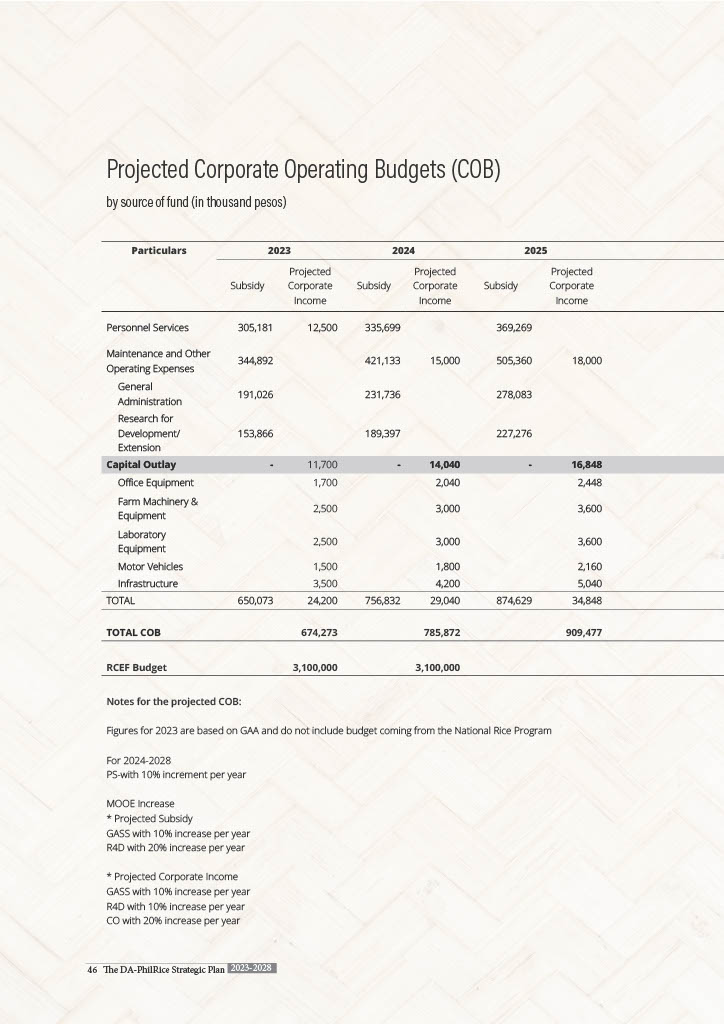 Projected Corporate Operating Budgets (COB)
by source of fund (in thousand pesos)
Particulars 2023 2024 2025
Subsidy Projected Corporate Income Subsidy Projected Corporate Income Subsidy Projected Corporate Income
Personnel Services 305,181 12,500 335,699 369,269
Maintenance and Other Operating Expenses 344,892 421,133 15,000 505,360 18,000
General Administration 191,026 231,736 278,083
Research for Development/ Extension 153,866 189,397 227,276
Capital Outlay - 11,700 - 14,040 - 16,848
Office Equipment 1,700 2,040 2,448
Farm Machinery & Equipment 2,500 3,000 3,600
Laboratory Equipment 2,500 3,000 3,600
Motor Vehicles 1,500 1,800 2,160
Infrastructure 3,500 4,200 5,040
TOTAL 650,073 24,200 756,832 29,040 874,629 34,848
TOTAL COB 674,273 785,872 909,477
RCEF Budget 3,100,000 3,100,000
Notes for the projected COB:
Figures for 2023 are based on GAA and do not include budget coming from the National Rice Program
For 2024-2028
PS-with 10% increment per year
MOOE Increase
* Projected Subsidy
GASS with 10% increase per year
R4D with 20% increase per year
* Projected Corporate Income
GASS with 10% increase per year
R4D with 10% increase per year
CO with 20% increase per year
46 The DA-PhilRice Strategic Plan 2023-2028